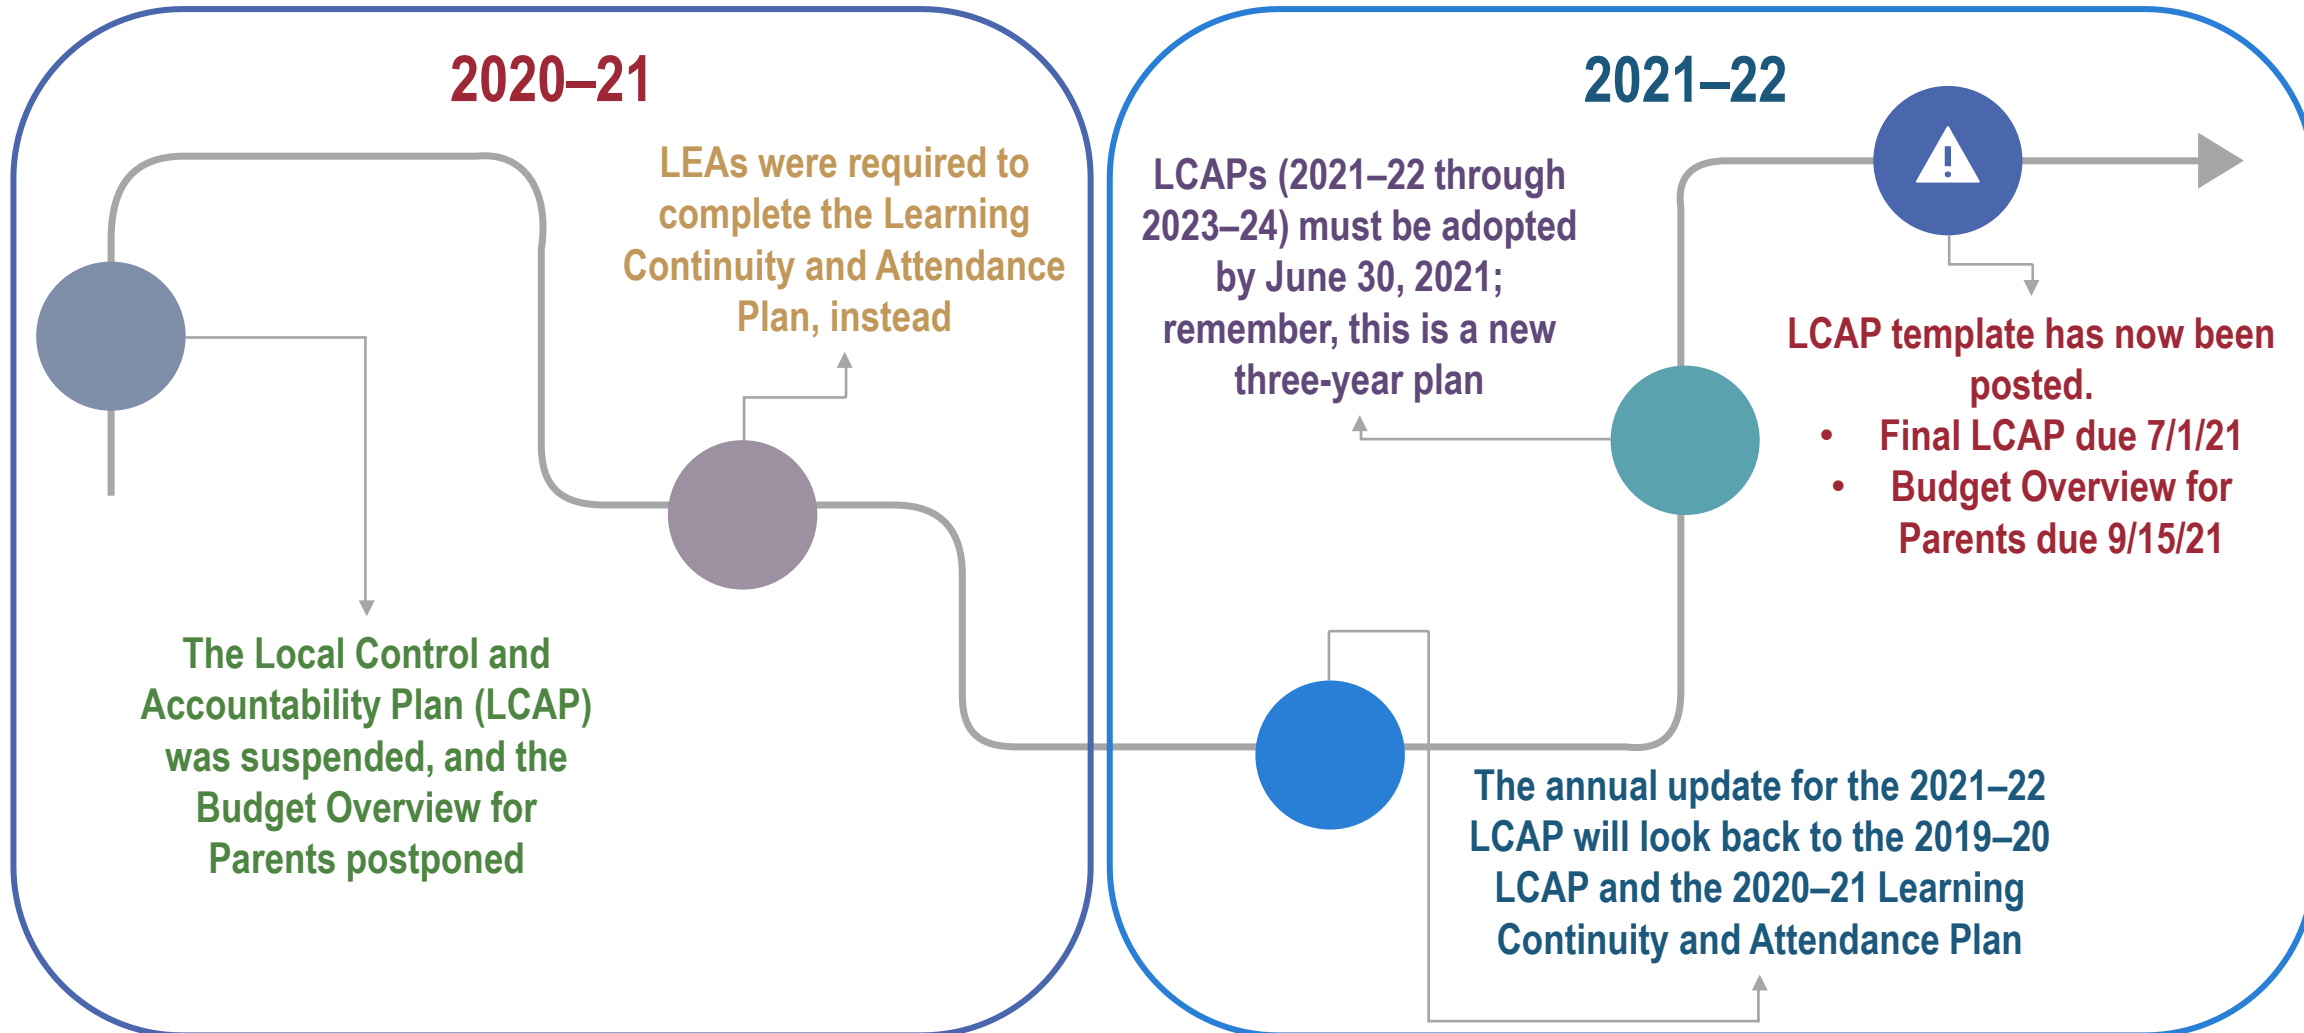 2020–21
The Local Control and
Accountability Plan (LCAP)
was suspended, and the
Budget Overview for
Parents postponed
LEAs were required to
complete the Learning
Continuity and Attendance
Plan, instead
2021–22
The annual update for the 2021–22
LCAP will look back to the 2019–20
LCAP and the 2020–21 Learning
Continuity and Attendance Plan
LCAPs (2021–22 through
2023–24) must be adopted
by June 30, 2021;
remember, this is a new
three-year plan
LCAP template has now been
posted.
• Final LCAP due 7/1/21
• Budget Overview for
Parents due 9/15/21